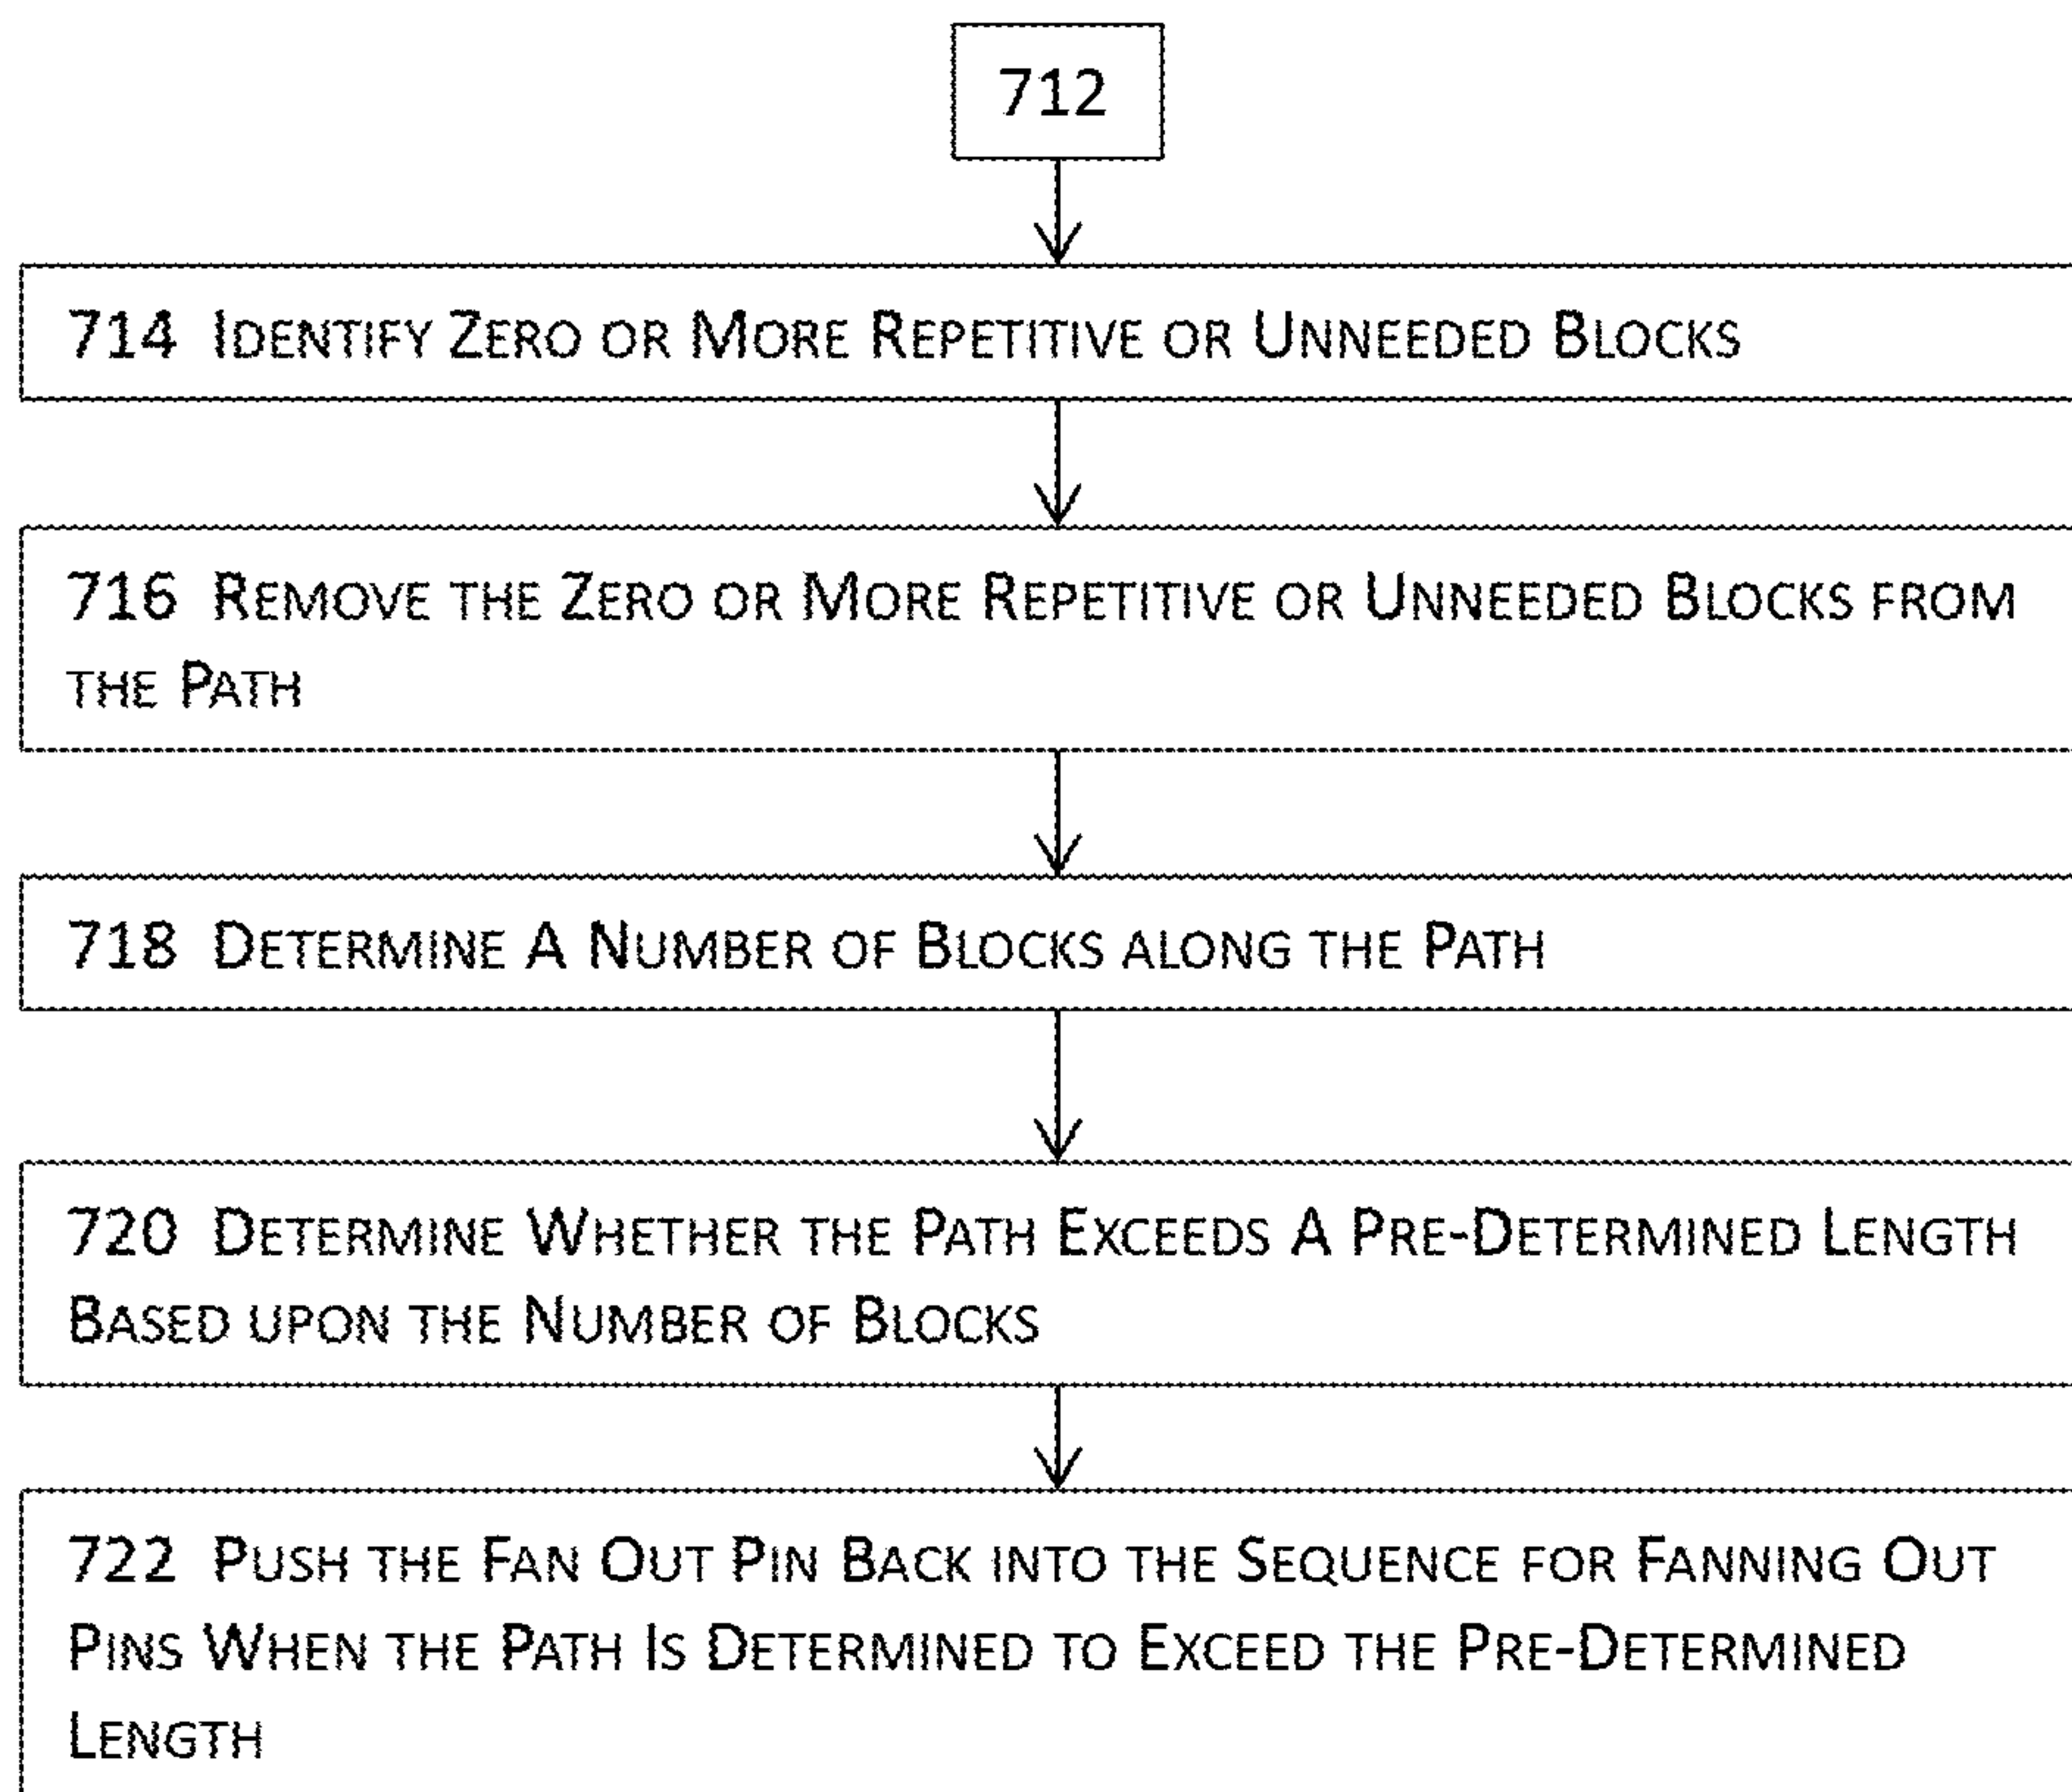 712
714 Identify Zero or More Repetitive or Unneeded Blocks
716 Remove the Zero or More Repetitive or Unneeded Blocks from
the Path
718 Determine A Number of Blocks along the Path
720 Determine Whether the Path Exceeds A Pre-Determined Length
Based upon the Number of Blocks
722 Push the Fan Out Pin Back into the Sequence for Fanning Out
Pins When the Path Is Determined to Exceed the Pre-Determined
Length